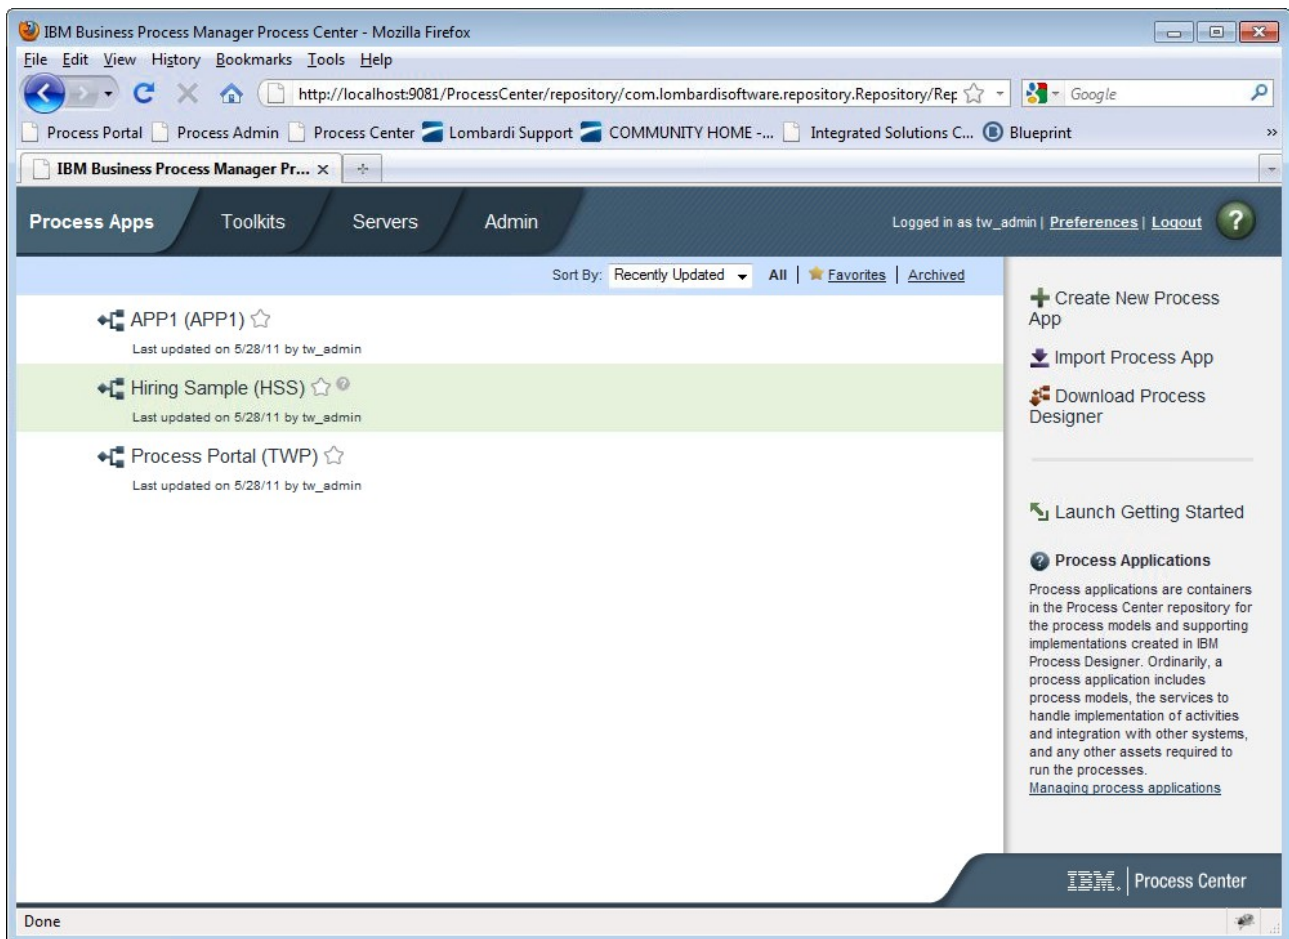 IBM Business Process Manager Process Center - Mozilla Firefox
File Edit View History Bookmarks Tools Help
http://localhost:9081/ProcessCenter/repository/com.lombardisoftware.repository.Repository/Rep
Google
Process Portal Process Admin Process Center Lombardi Support COMMUNITY HOME -... Integrated Solutions C... Blueprint »
IBM Business Process Manager Pr...
Process Apps Toolkits Servers Admin Logged in as tw_admin | Preferences | Logout ?
Sort By: Recently Updated All | Favorites | Archived
APP1 (APP1)
Last updated on 5/28/11 by tw_admin
Hiring Sample (HSS) ?
Last updated on 5/28/11 by tw_admin
Process Portal (TWP)
Last updated on 5/28/11 by tw_admin
Create New Process
App
Import Process App
Download Process
Designer
Launch Getting Started
? Process Applications
Process applications are containers
in the Process Center repository for
the process models and supporting
implementations created in IBM
Process Designer. Ordinarily, a
process application includes
process models, the services to
handle implementation of activities
and integration with other systems,
and any other assets required to
run the processes.
Managing process applications
IBM. | Process Center
Done